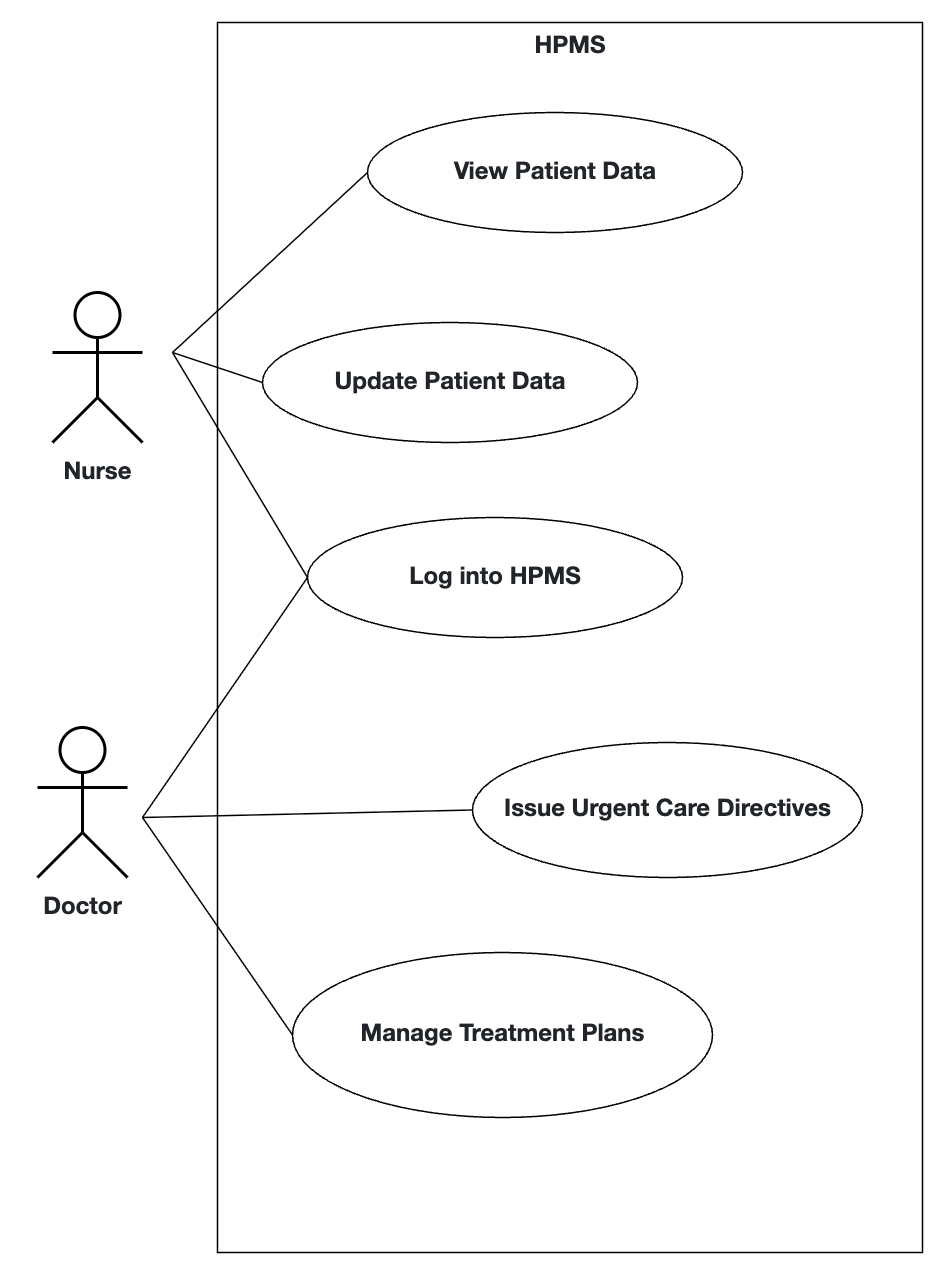 HPMS
View Patient Data
Update Patient Data
Nurse
Log into HPMS
Issue Urgent Care Directives
Doctor
Manage Treatment Plans